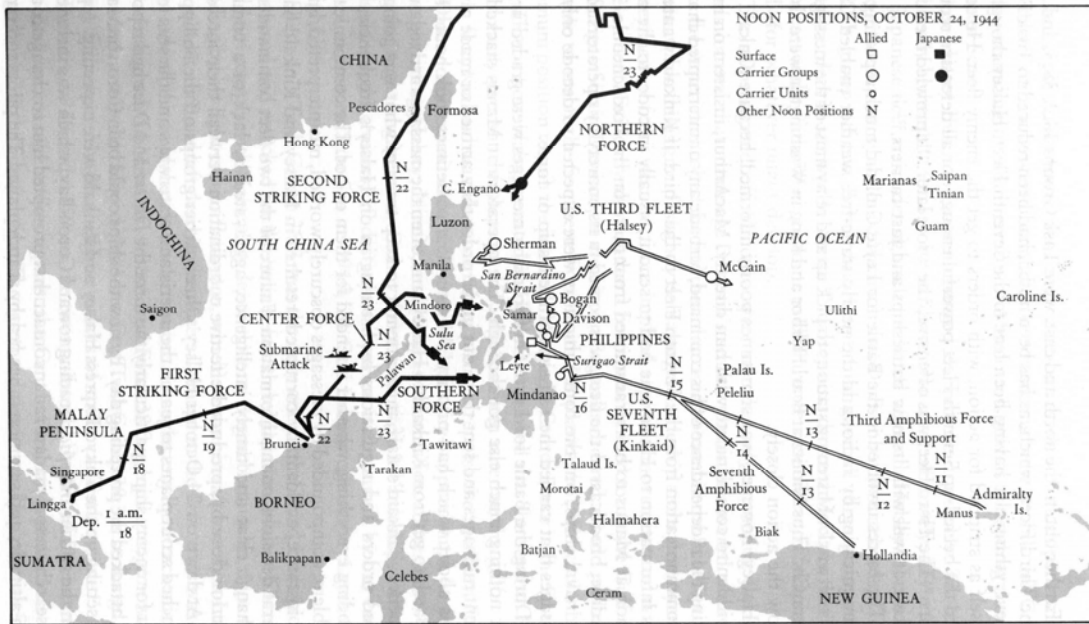 NOON POSITIONS, OCTOBER 24, 1944
Allied Japanese
Surface
Carrier Groups
Carrier Units
Other Noon Positions N
CHINA
N
23
Pescadores
Formosa
Hong Kong
NORTHERN
FORCE
Hainan
SECOND
STRIKING FORCE
N
22
C. Engano
Marianas
Saipan
Tinian
Guam
INDOCHINA
Luzon
U.S. THIRD FLEET
(Halsey)
SOUTH CHINA SEA
Sherman
PACIFIC OCEAN
Manila
San Bernardino
Strait
McCain
N
23
Mindoro
Bogan
Samar
Davison
Caroline Is.
Ulithi
Saigon
CENTER FORCE
Sulu
Sea
PHILIPPINES
Yap
Submarine
Attack
N
23
Palawan
Leyte
Surigao Strait
FIRST
STRIKING FORCE
SOUTHERN
FORCE
Mindanao
N
16
N
15
Palau Is.
Peleliu
MALAY
PENINSULA
N
19
N
22
N
23
U.S.
SEVENTH
FLEET
(Kinkaid)
N
14
N
13
Third Amphibious Force
and Support
Brunei
Tawitawi
N
18
Singapore
Tarakan
Talaud Is.
Seventh
Amphibious
Force
N
13
N
12
N
11
Lingga
Dep. 1 a.m.
18
BORNEO
Morotai
Admiralty
Is.
Manus
Halmahera
Biak
SUMATRA
Balikpapan
Batjan
Hollandia
Celebes
Ceram
NEW GUINEA